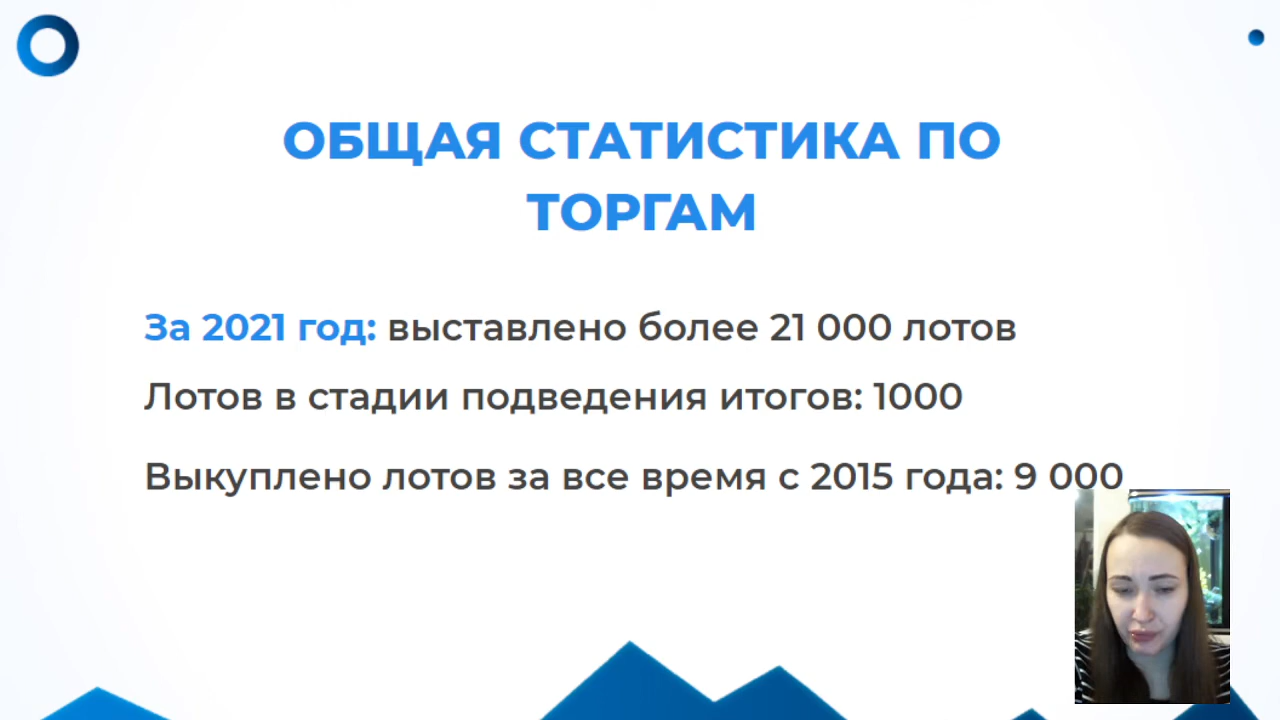 ОБЩАЯ СТАТИСТИКА ПО
ТОРГАМ
За 2021 год: выставлено более 21 000 лотов
Лотов в стадии подведения итогов: 1000
Выкуплено лотов за все время с 2015 года: 9 000